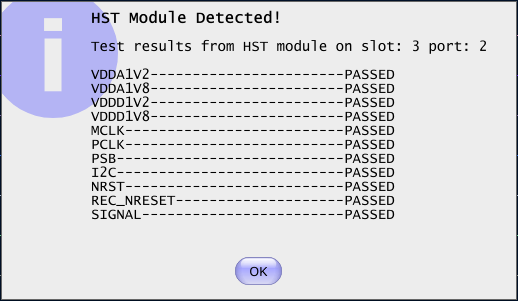 HST Module Detected!
Test results from HST module on slot: 3 port: 2
VDDA1V2-----------------------PASSED
VDDA1V8-----------------------PASSED
VDDD1V2-----------------------PASSED
VDDD1V8-----------------------PASSED
MCLK--------------------------PASSED
PCLK--------------------------PASSED
PSB---------------------------PASSED
I2C---------------------------PASSED
NRST--------------------------PASSED
REC_NRESET--------------------PASSED
SIGNAL------------------------PASSED
OK